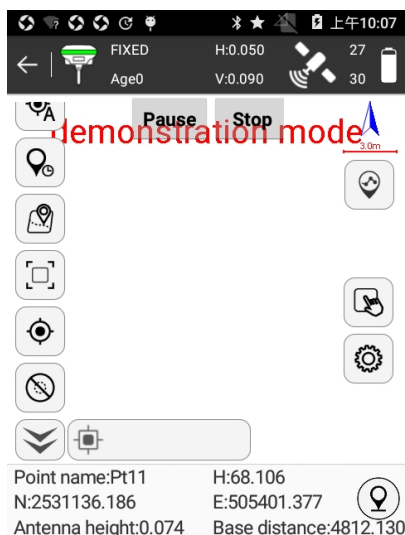 上午10:07
FIXED H:0.050 27
Age0 V:0.090 30
Pause Stop
demonstration mode
3.0m
A
Point name:Pt11 H:68.106
N:2531136.186 E:505401.377
Antenna height:0.074 Base distance:4812.130